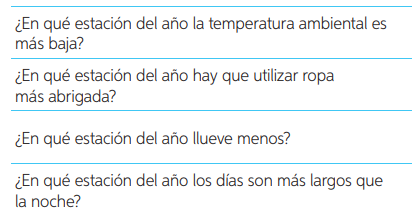 ¿En qué estación del año la temperatura ambiental es
más baja?
¿En qué estación del año hay que utilizar ropa
más abrigada?
¿En qué estación del año llueve menos?
¿En qué estación del año los días son más largos que
la noche?